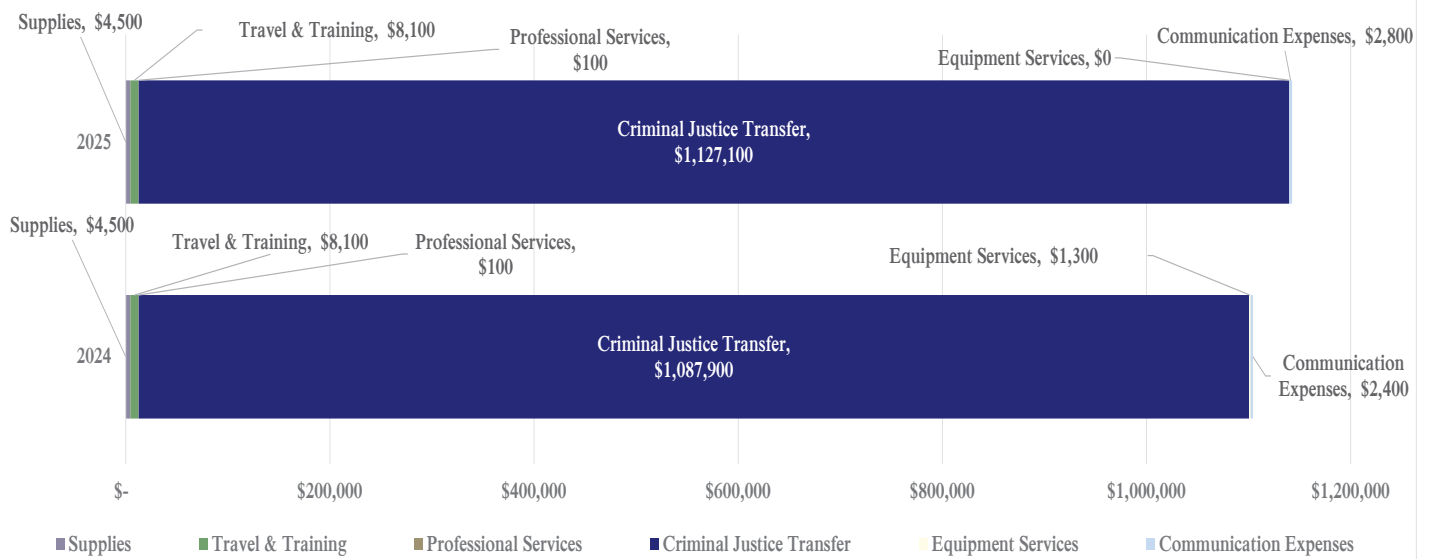 Supplies, $4,500
Travel & Training, $8,100
Professional Services,
$100
Equipment Services, $0
Communication Expenses, $2,800
2025
Criminal Justice Transfer,
$1,127,100
Supplies, $4,500
Travel & Training, $8,100
Professional Services,
$100
Equipment Services, $1,300
2024
Criminal Justice Transfer,
$1,087,900
Communication
Expenses, $2,400
$-
$200,000
$400,000
$600,000
$800,000
$1,000,000
$1,200,000
Supplies
Travel & Training
Professional Services
Criminal Justice Transfer
Equipment Services
Communication Expenses